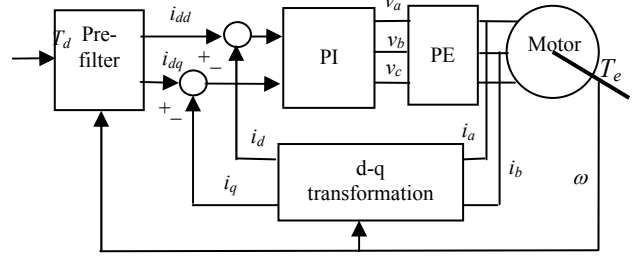 v_a
i_dd
T_d
Pre-
filter
i_dq
+
−
+
−
PI
v_b
v_c
PE
Motor
T_e
i_d
i_q
d-q
transformation
i_a
i_b
ω